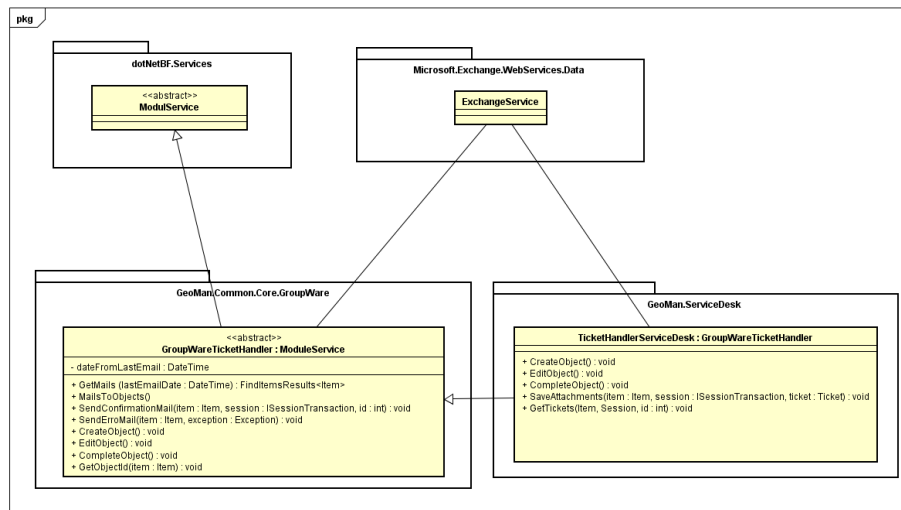 pkg
dotNetBF.Services
<<abstract>>
ModulService
Microsoft.Exchange.WebServices.Data
ExchangeService
GeoMan.Common.Core.GroupWare
<<abstract>>
GroupWareTicketHandler : ModuleService
- dateFromLastEmail : DateTime
+ GetMails (lastEmailDate : DateTime) : FindItemsResults<Item>
+ MailsToObjects()
+ SendConfirmationMail(item : Item, session : ISessionTransaction, id : int) : void
+ SendErroMail(item : Item, exception : Exception) : void
+ CreateObject() : void
+ EditObject() : void
+ CompleteObject() : void
+ GetObjectId(item : Item) : void
GeoMan.ServiceDesk
TicketHandlerServiceDesk : GroupWareTicketHandler
+ CreateObject() : void
+ EditObject() : void
+ CompleteObject() : void
+ SaveAttachments(item : Item, session : ISessionTransaction, ticket : Ticket) : void
+ GetTickets(Item, Session, id : int) : void